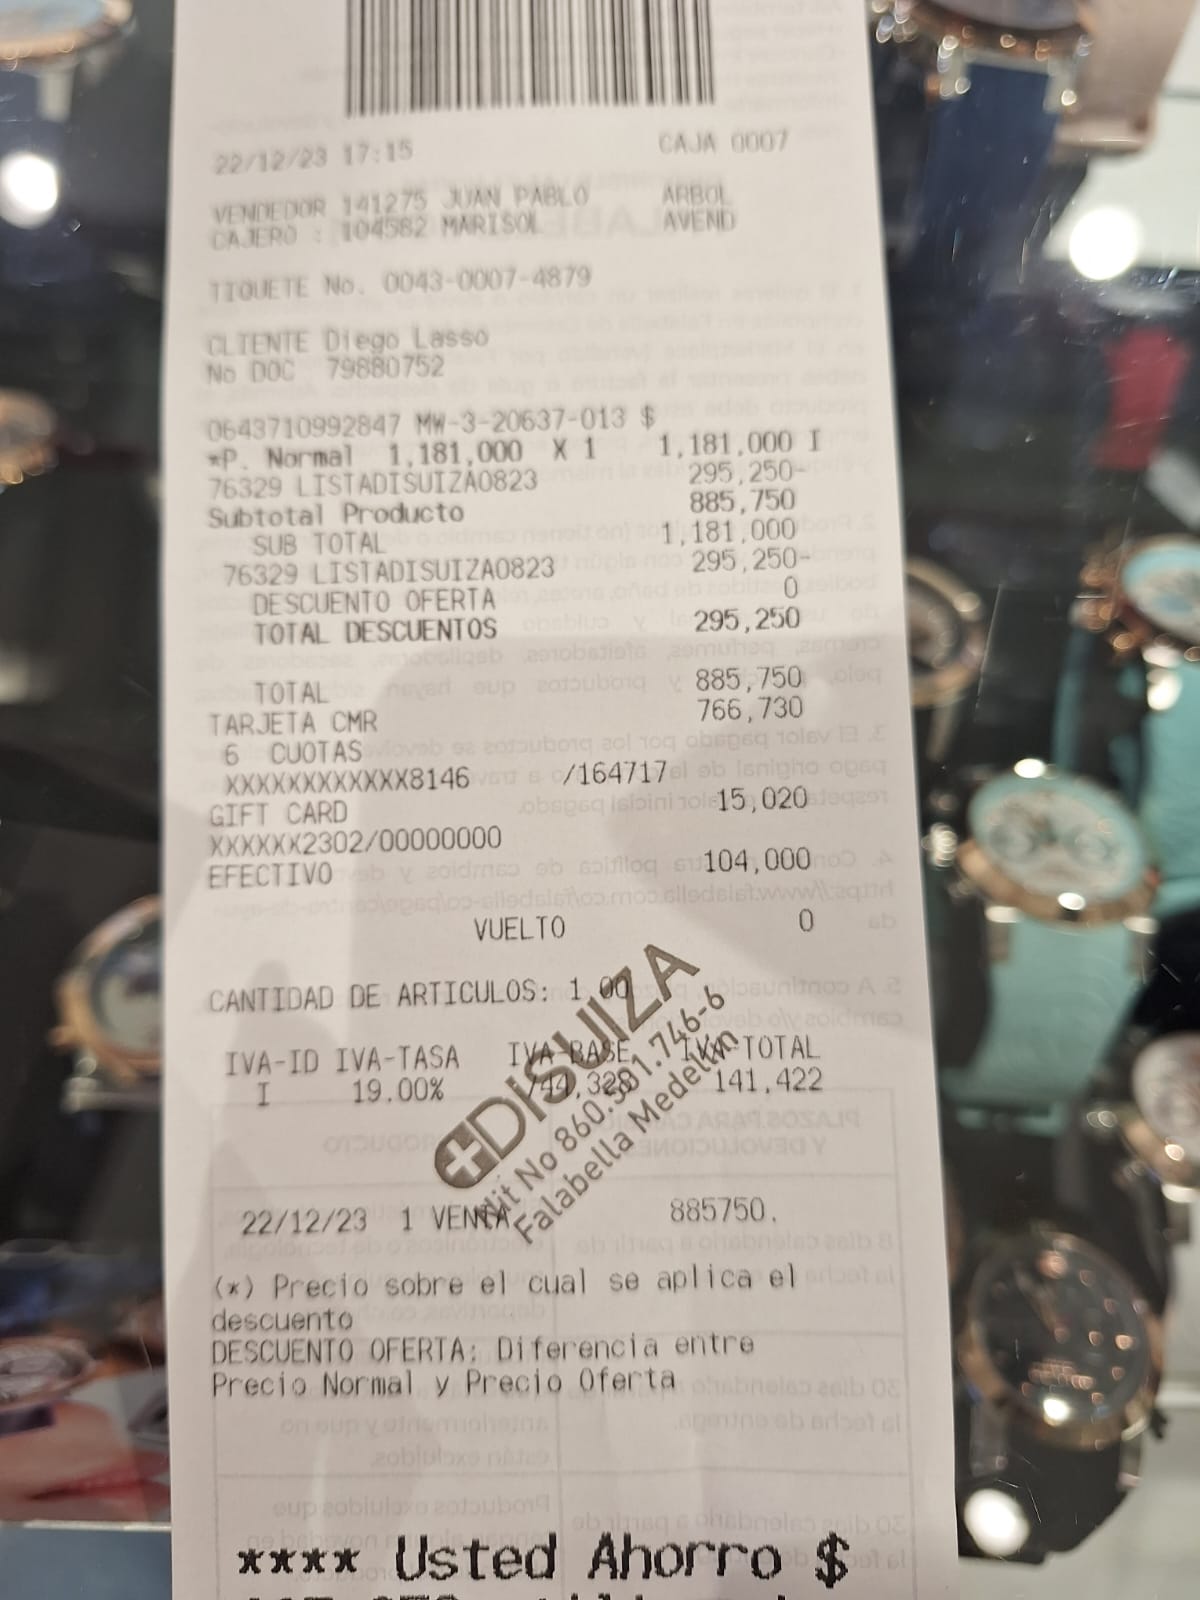 22/12/23 17:15 CAJA 0007
VENDEDOR 141275 JUAN PABLO ARBOL
CAJERO : 104582 MARISOL AVEND
TIQUETE No. 0043-0007-4879
CLIENTE Diego Lasso
No DOC 79880752
0643710992847 MW-3-20637-013 $
*P. Normal 1,181,000 X 1 1,181,000 I
76329 LISTADISUIZA0823 295,250-
Subtotal Producto 885,750
SUB TOTAL 1,181,000
76329 LISTADISUIZA0823 295,250-
DESCUENTO OFERTA 0
TOTAL DESCUENTOS 295,250
TOTAL 885,750
TARJETA CMR 766,730
6 CUOTAS
XXXXXXXXXXXX8146 /164717
GIFT CARD 15,020
XXXXXX2302/00000000
EFECTIVO 104,000
VUELTO 0
CANTIDAD DE ARTICULOS: 1.00
IVA-ID IVA-TASA IVA-BASE IVA-TOTAL
I 19.00% 744,328 141,422
DISUIZA
Nit No 860.501.746-6
Falabella Medellín
22/12/23 1 VENTA 885750.
(*) Precio sobre el cual se aplica el
descuento
DESCUENTO OFERTA: Diferencia entre
Precio Normal y Precio Oferta
**** Usted Ahorro $